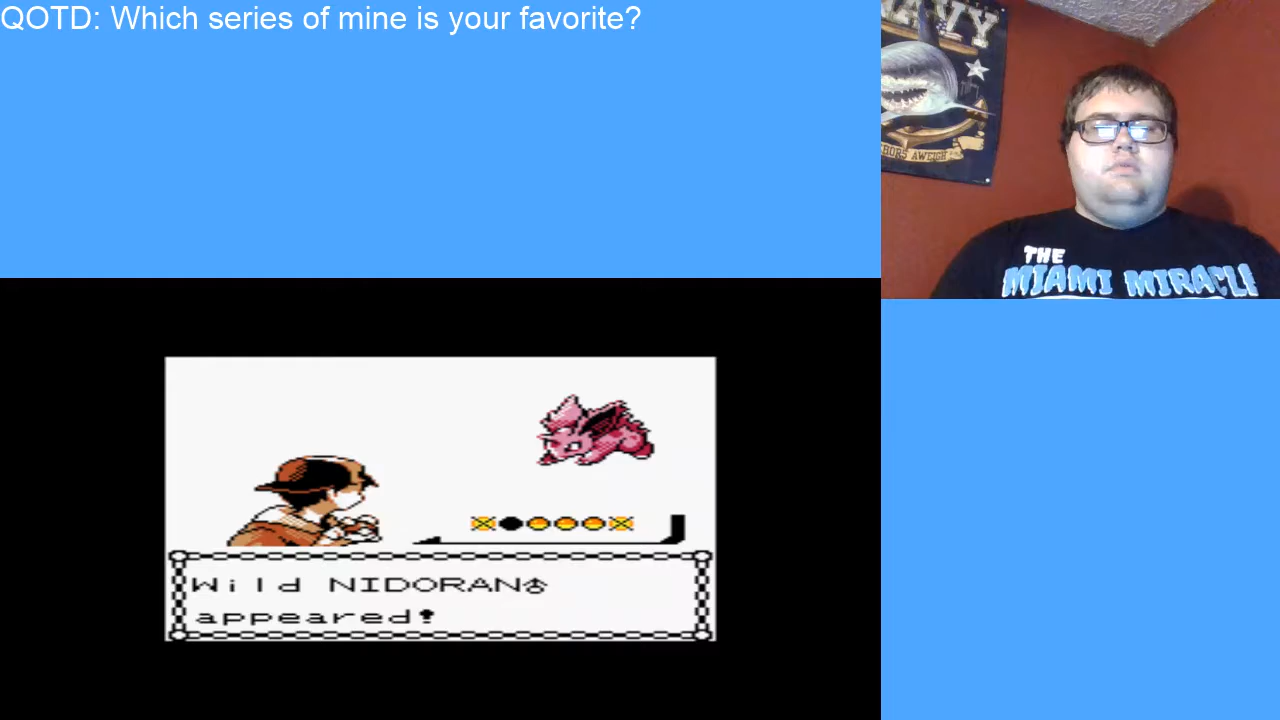 QOTD: Which series of mine is your favorite?
NAVY
ANCHORS AWEIGH
THE
MIAMI MIRACLE
Wild NIDORAN♂
appeared!